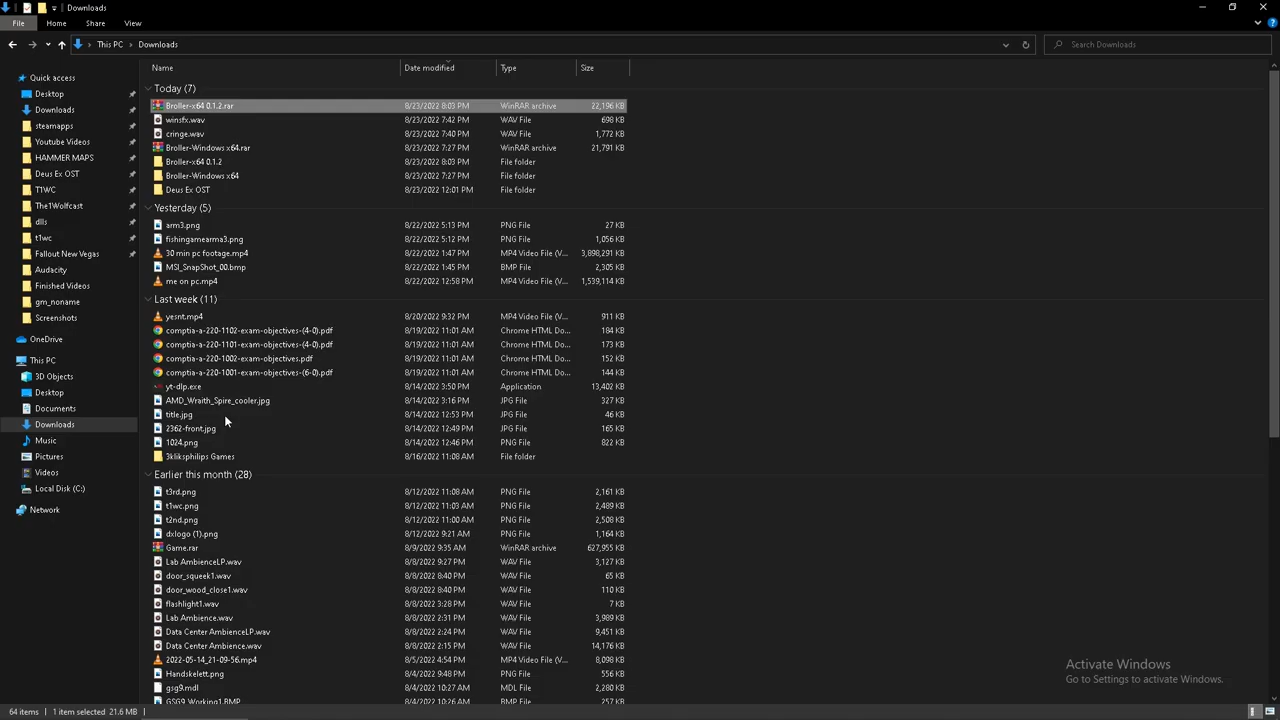 Downloads
File Home Share View
This PC Downloads
Search Downloads
Name Date modified Type Size
Quick access
Desktop
Downloads
steamapps
Youtube Videos
HAMMER MAPS
Deus Ex OST
T1WC
The1Wolfcast
dlls
t1wc
Fallout New Vegas
Audacity
Finished Videos
gm_noname
Screenshots
OneDrive
This PC
3D Objects
Desktop
Documents
Downloads
Music
Pictures
Videos
Local Disk (C:)
Network
Today (7)
Broller-x64 0.1.2.rar 8/23/2022 8:03 PM WinRAR archive 22,196 KB
winsfx.wav 8/23/2022 7:42 PM WAV File 698 KB
cringe.wav 8/23/2022 7:40 PM WAV File 1,772 KB
Broller-Windows x64.rar 8/23/2022 7:27 PM WinRAR archive 21,791 KB
Broller-x64 0.1.2 8/23/2022 8:03 PM File folder
Broller-Windows x64 8/23/2022 7:27 PM File folder
Deus Ex OST 8/23/2022 12:01 PM File folder
Yesterday (5)
arm3.png 8/22/2022 5:13 PM PNG File 27 KB
fishingamearma3.png 8/22/2022 5:12 PM PNG File 1,056 KB
30 min pc footage.mp4 8/22/2022 1:47 PM MP4 Video File (V... 3,898,291 KB
MSI_SnapShot_00.bmp 8/22/2022 1:45 PM BMP File 2,305 KB
me on pc.mp4 8/22/2022 12:58 PM MP4 Video File (V... 1,539,114 KB
Last week (11)
yesnt.mp4 8/20/2022 9:32 PM MP4 Video File (V... 911 KB
comptia-a-220-1102-exam-objectives-(4-0).pdf 8/19/2022 11:01 AM Chrome HTML Do... 184 KB
comptia-a-220-1101-exam-objectives-(4-0).pdf 8/19/2022 11:01 AM Chrome HTML Do... 173 KB
comptia-a-220-1002-exam-objectives.pdf 8/19/2022 11:01 AM Chrome HTML Do... 152 KB
comptia-a-220-1001-exam-objectives-(6-0).pdf 8/19/2022 11:01 AM Chrome HTML Do... 144 KB
yt-dlp.exe 8/14/2022 3:50 PM Application 13,402 KB
AMD_Wraith_Spire_cooler.jpg 8/14/2022 3:16 PM JPG File 327 KB
title.jpg 8/14/2022 12:53 PM JPG File 46 KB
2362-front.jpg 8/14/2022 12:49 PM JPG File 165 KB
1024.png 8/14/2022 12:46 PM PNG File 822 KB
3kliksphilips Games 8/16/2022 11:08 AM File folder
Earlier this month (28)
t3rd.png 8/12/2022 11:08 AM PNG File 2,161 KB
t1wc.png 8/12/2022 11:03 AM PNG File 2,489 KB
t2nd.png 8/12/2022 11:00 AM PNG File 2,508 KB
dxlogo (1).png 8/12/2022 9:21 AM PNG File 1,164 KB
Game.rar 8/9/2022 9:35 AM WinRAR archive 627,955 KB
Lab AmbienceLP.wav 8/8/2022 9:27 PM WAV File 3,127 KB
door_squeek1.wav 8/8/2022 8:40 PM WAV File 65 KB
door_wood_close1.wav 8/8/2022 8:40 PM WAV File 110 KB
flashlight1.wav 8/8/2022 3:28 PM WAV File 7 KB
Lab Ambience.wav 8/8/2022 2:31 PM WAV File 3,989 KB
Data Center AmbienceLP.wav 8/8/2022 2:24 PM WAV File 9,451 KB
Data Center Ambience.wav 8/8/2022 2:15 PM WAV File 14,176 KB
2022-05-14_21-09-56.mp4 8/5/2022 4:54 PM MP4 Video File (V... 8,098 KB
Handskelett.png 8/4/2022 9:48 PM PNG File 556 KB
gsg9.mdl 8/4/2022 10:27 AM MDL File 2,280 KB
GSG9 Working1.BMP 8/4/2022 10:26 AM BMP File 257 KB
Activate Windows
Go to Settings to activate Windows.
64 items 1 item selected 21.6 MB